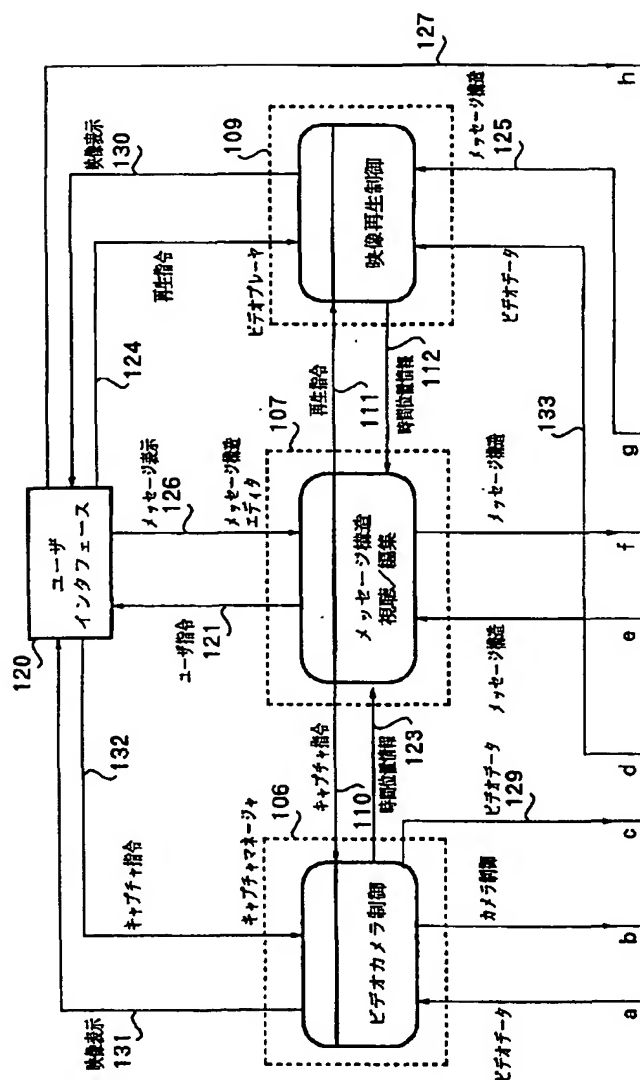 ユーザ
インタフェース
120
132
131
映像表示
キャプチャ指令
キャプチャマネージャ
106
ビデオカメラ制御
キャプチャ指令
110
時間位置情報
123
ビデオデータ
a
カメラ制御
b
ビデオデータ
129
c
d
ユーザ指令
121
メッセージ表示
126
メッセージ構造
エディタ
107
メッセージ構造
視聴/編集
メッセージ構造
e
メッセージ構造
f
再生指令
111
時間位置情報
112
124
再生指令
映像表示
130
ビデオプレーヤ
109
映像再生制御
ビデオデータ
133
メッセージ構造
125
g
127
h